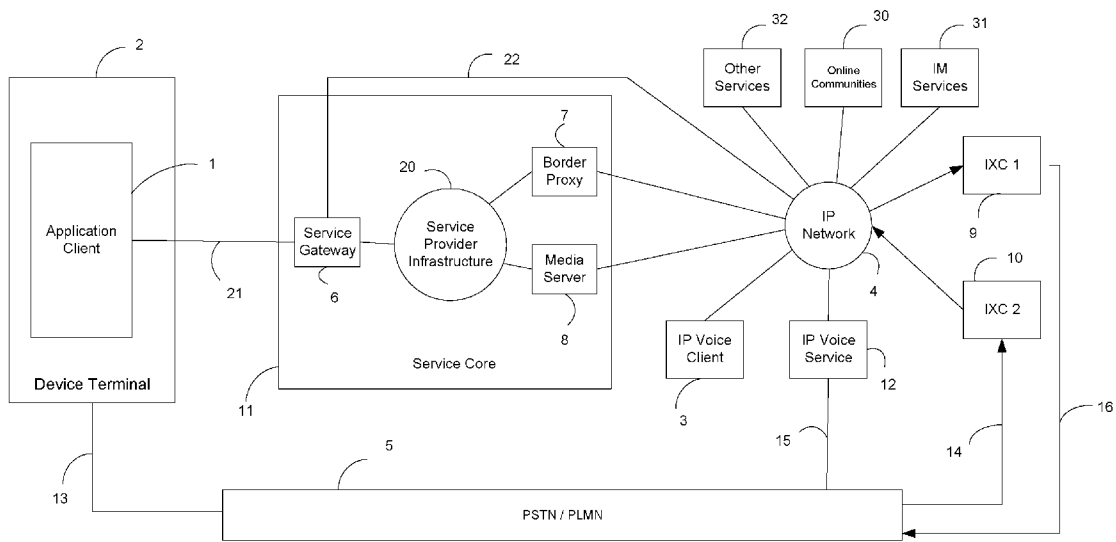 2
22
32
30
31
Other
Services
Online
Communities
IM
Services
1
20
7
Border
Proxy
IXC 1
9
Application
Client
Service
Gateway
6
Service
Provider
Infrastructure
Media
Server
8
IP
Network
4
10
IXC 2
21
Service Core
IP Voice
Client
3
IP Voice
Service
12
Device Terminal
11
13
5
15
14
16
PSTN / PLMN